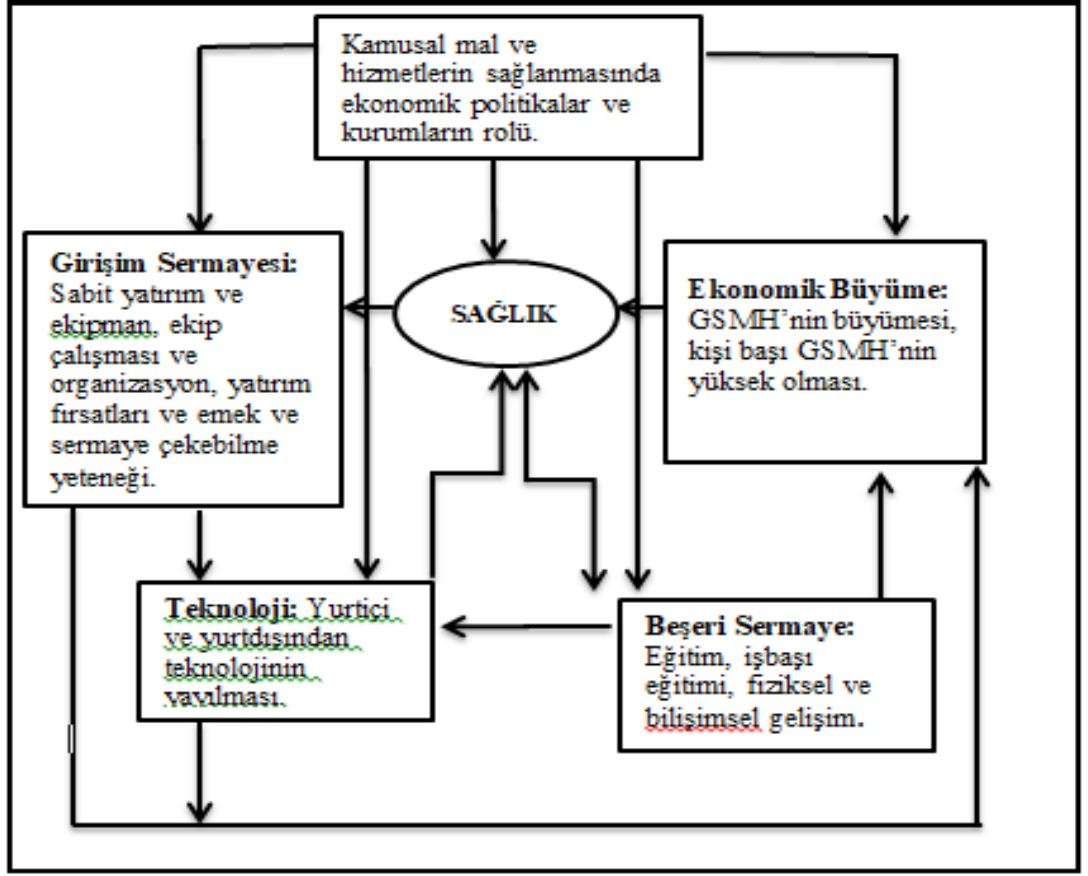 Kamusal mal ve
hizmetlerin sağlanmasında
ekonomik politikalar ve
kurumların rolü.
Girişim Sermayesi:
Sabit yatırım ve
ekipman, ekip
çalışması ve
organizasyon, yatırım
fırsatları ve emek ve
sermaye çekebilme
yeteneği.
SAĞLIK
Ekonomik Büyüme:
GSMH’nin büyümesi,
kişi başı GSMH’nin
yüksek olması.
Teknoloji: Yurtiçi
ve yurtdışından
teknolojinin
yayılması.
Beşeri Sermaye:
Eğitim, işbaşı
eğitimi, fiziksel ve
bilişimsel gelişim.